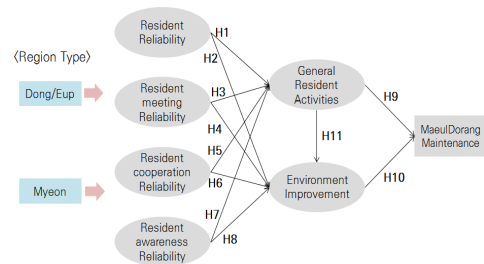 〈Region Type〉
Dong/Eup
Myeon
Resident
Reliability
Resident
meeting
Reliability
Resident
cooperation
Reliability
Resident
awareness
Reliability
H1
H2
H3
H4
H5
H6
H7
H8
General
Resident
Activities
H11
Environment
Improvement
H9
H10
MaeulDorang
Maintenance